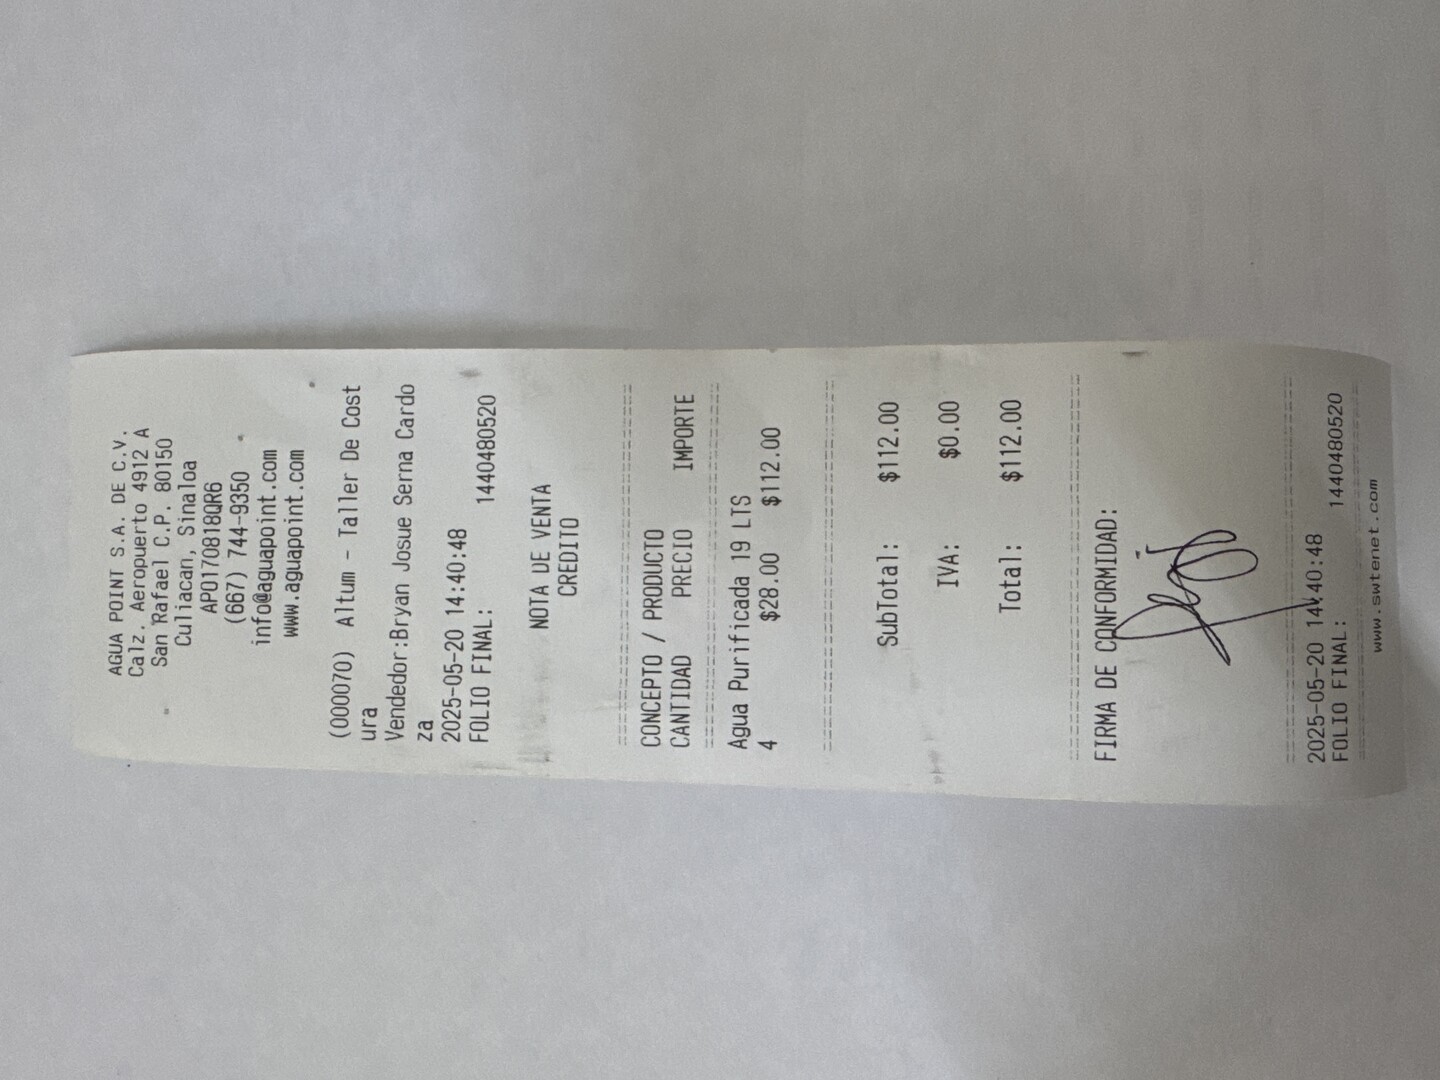 AGUA POINT S.A. DE C.V.
Calz. Aeropuerto 4912 A
San Rafael C.P. 80150
Culiacan, Sinaloa
APO170818QR6
(667) 744-9350
info@aguapoint.com
www.aguapoint.com
(000070) Altum - Taller De Cost
ura
Vendedor:Bryan Josue Serna Cardo
za
2025-05-20 14:40:48
FOLIO FINAL: 1440480520
NOTA DE VENTA
CREDITO
CONCEPTO / PRODUCTO
CANTIDAD PRECIO IMPORTE
Agua Purificada 19 LTS
4 $28.00 $112.00
SubTotal: $112.00
IVA: $0.00
Total: $112.00
FIRMA DE CONFORMIDAD:
2025-05-20 14:40:48
FOLIO FINAL: 1440480520
www.swtenet.com